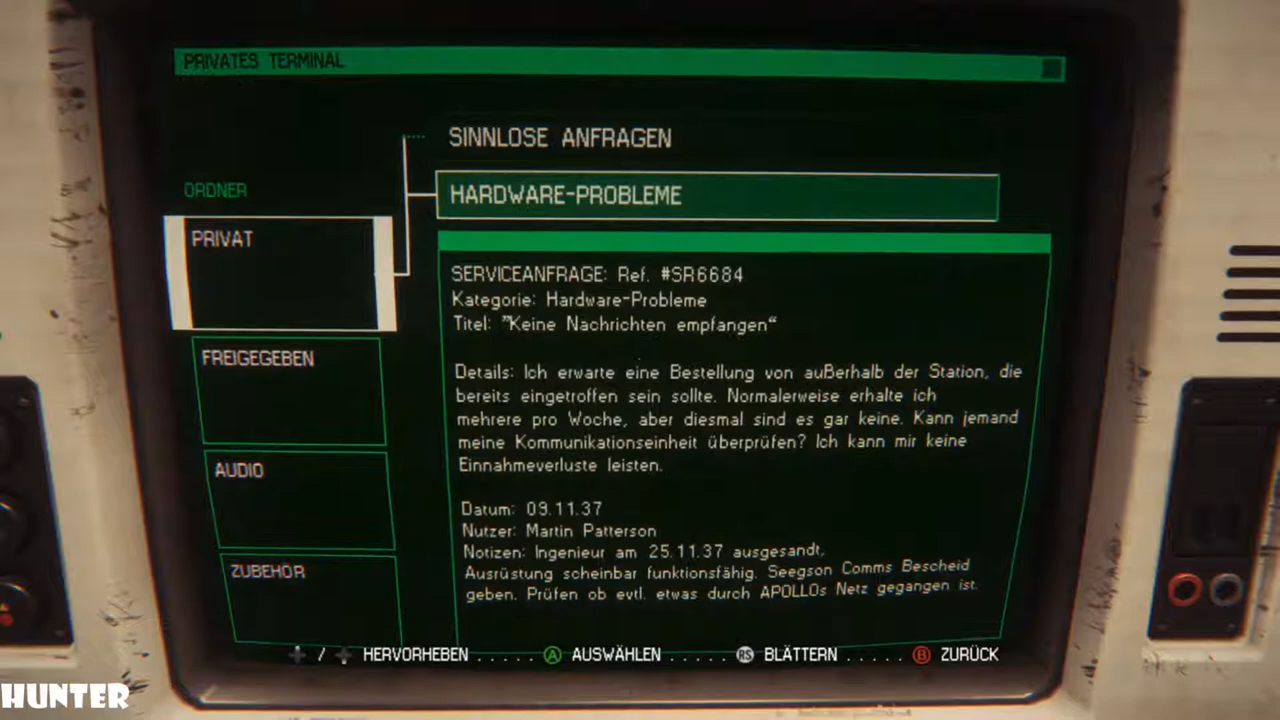 PRIVATES TERMINAL
SINNLOSE ANFRAGEN
HARDWARE-PROBLEME
ORDNER
PRIVAT
FREIGEGEBEN
AUDIO
ZUBEHÖR
SERVICEANFRAGE: Ref. #SR6684
Kategorie: Hardware-Probleme
Titel: "Keine Nachrichten empfangen“
Details: Ich erwarte eine Bestellung von außerhalb der Station, die
bereits eingetroffen sein sollte. Normalerweise erhalte ich
mehrere pro Woche, aber diesmal sind es gar keine. Kann jemand
meine Kommunikationseinheit überprüfen? Ich kann mir keine
Einnahmeverluste leisten.
Datum: 09.11.37
Nutzer: Martin Patterson
Notizen: Ingenieur am 25.11.37 ausgesandt.
Ausrüstung scheinbar funktionsfähig. Seegson Comms Bescheid
geben. Prüfen ob evtl. etwas durch APOLLOs Netz gegangen ist.
/ HERVORHEBEN ..... A AUSWÄHLEN ..... RS BLÄTTERN ..... B ZURÜCK
HUNTER